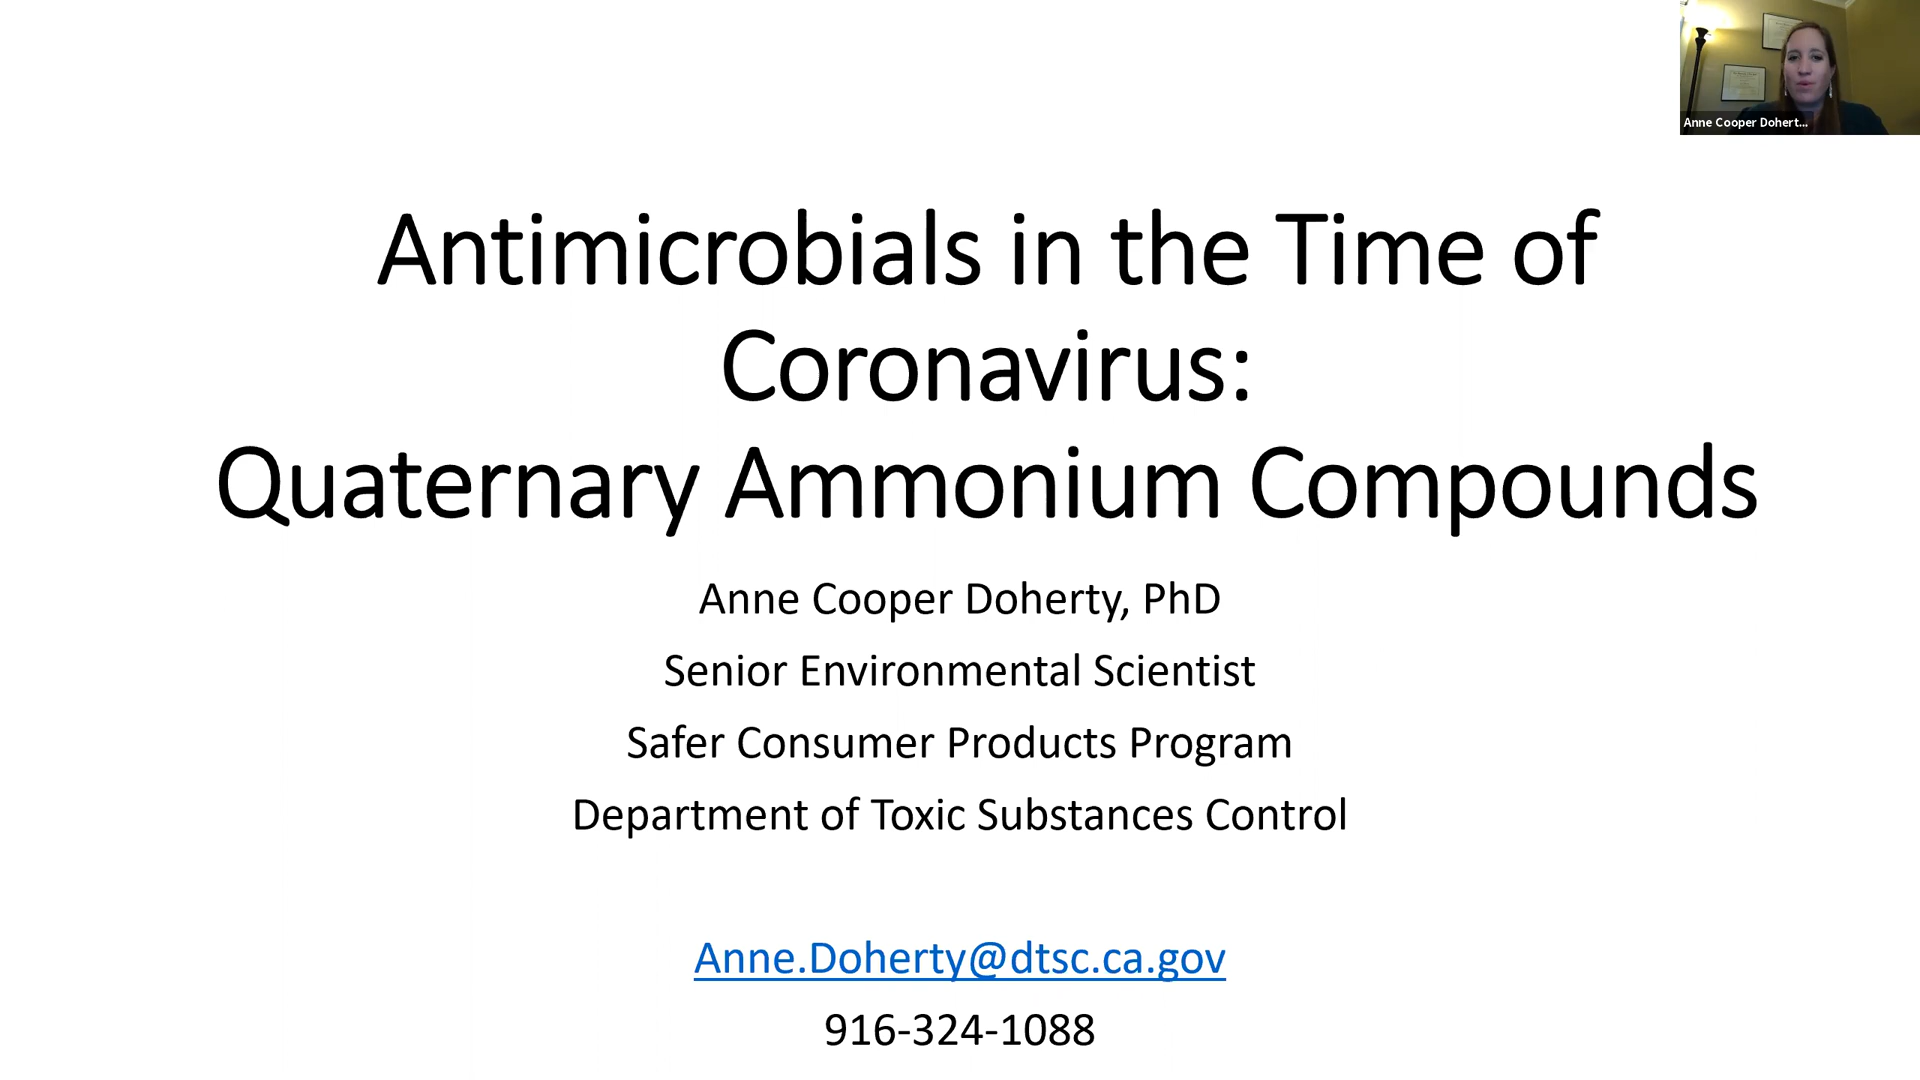 Anne Cooper Dohert...
Antimicrobials in the Time of
Coronavirus:
Quaternary Ammonium Compounds
Anne Cooper Doherty, PhD
Senior Environmental Scientist
Safer Consumer Products Program
Department of Toxic Substances Control
Anne.Doherty@dtsc.ca.gov
916-324-1088